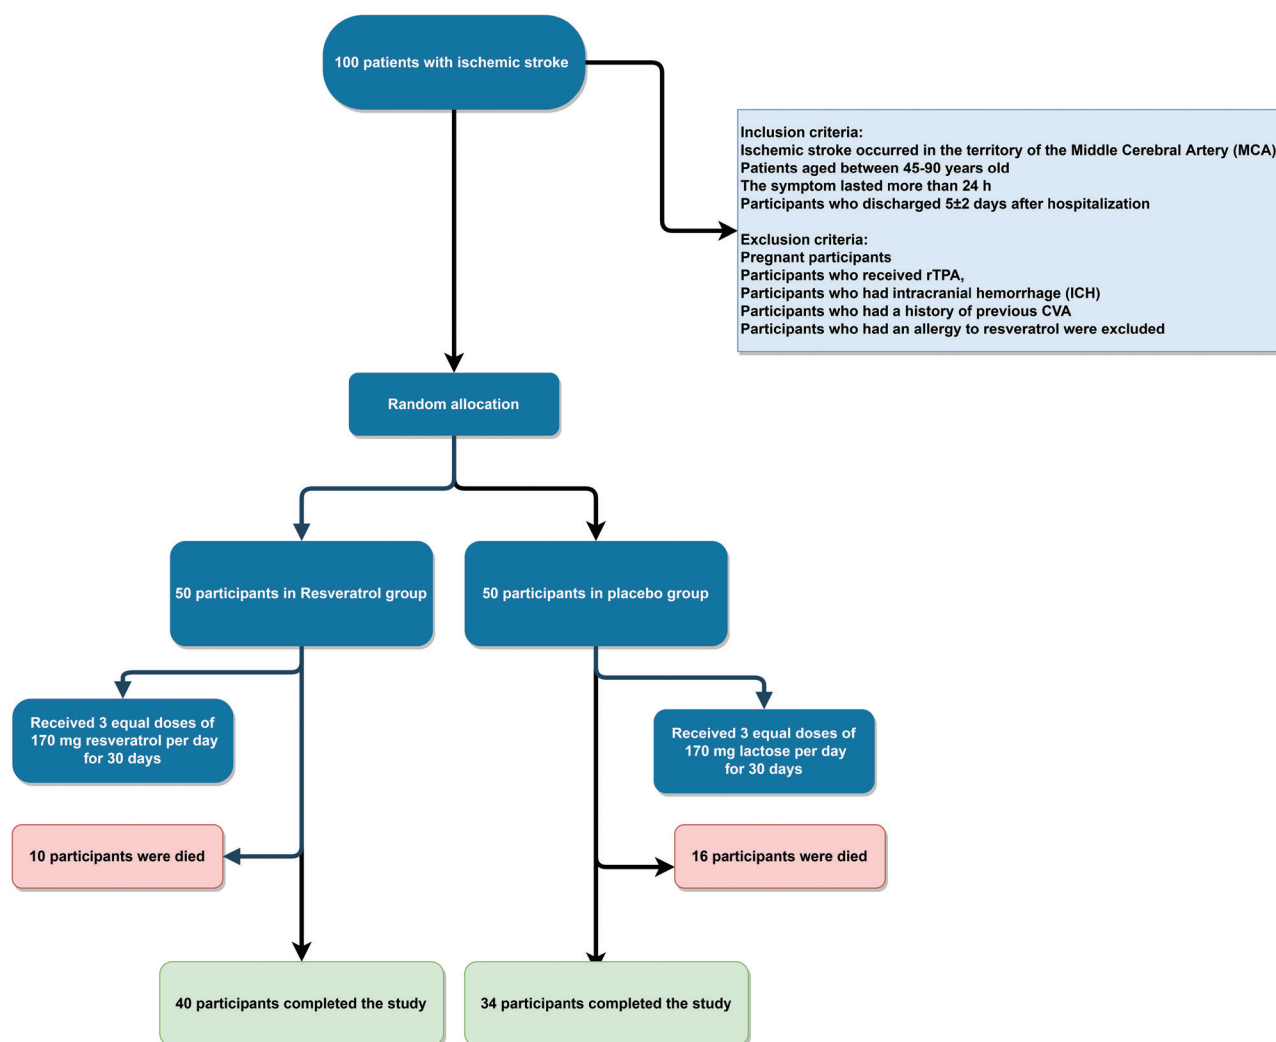 100 patients with ischemic stroke
Inclusion criteria:
Ischemic stroke occurred in the territory of the Middle Cerebral Artery (MCA)
Patients aged between 45-90 years old
The symptom lasted more than 24 h
Participants who discharged 5±2 days after hospitalization
Exclusion criteria:
Pregnant participants
Participants who received rTPA,
Participants who had intracranial hemorrhage (ICH)
Participants who had a history of previous CVA
Participants who had an allergy to resveratrol were excluded
Random allocation
50 participants in Resveratrol group
50 participants in placebo group
Received 3 equal doses of
170 mg resveratrol per day
for 30 days
Received 3 equal doses of
170 mg lactose per day
for 30 days
10 participants were died
16 participants were died
40 participants completed the study
34 participants completed the study